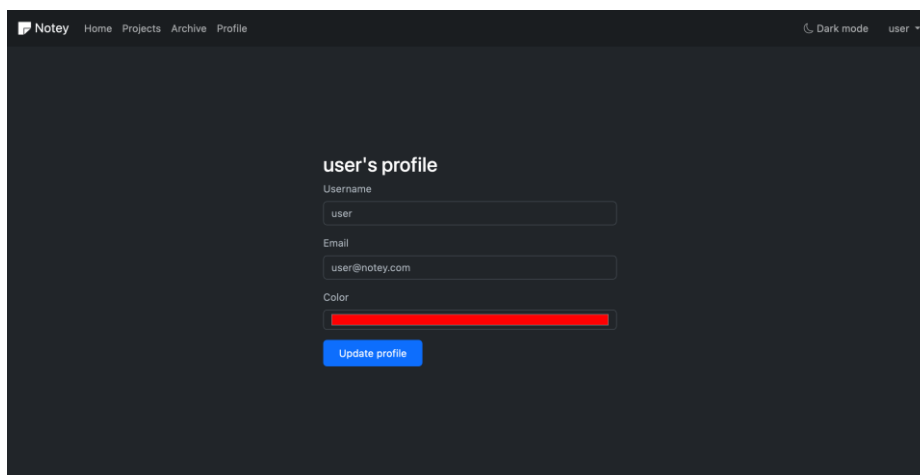 Notey Home Projects Archive Profile Dark mode user
user's profile
Username
user
Email
user@notey.com
Color
Update profile